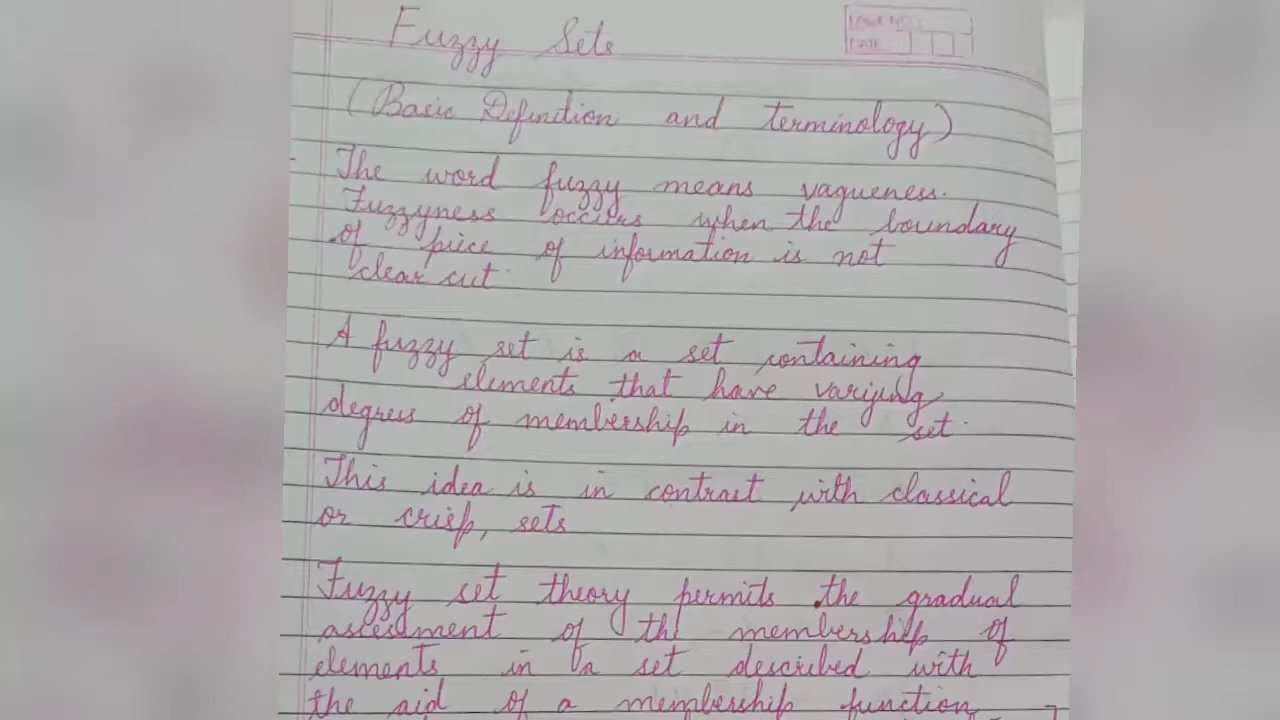 Fuzzy Sets
PAGE NO.:
DATE:
(Basic Definition and terminology)
The word fuzzy means vagueness.
Fuzzyness occurs when the boundary
of piece of information is not
clear cut.
A fuzzy set is a set containing
elements that have varying
degrees of membership in the set.
This idea is in contrast with classical
or crisp, sets
Fuzzy set theory permits the gradual
assessment of the membership of
elements in a set described with
the aid of a membership function